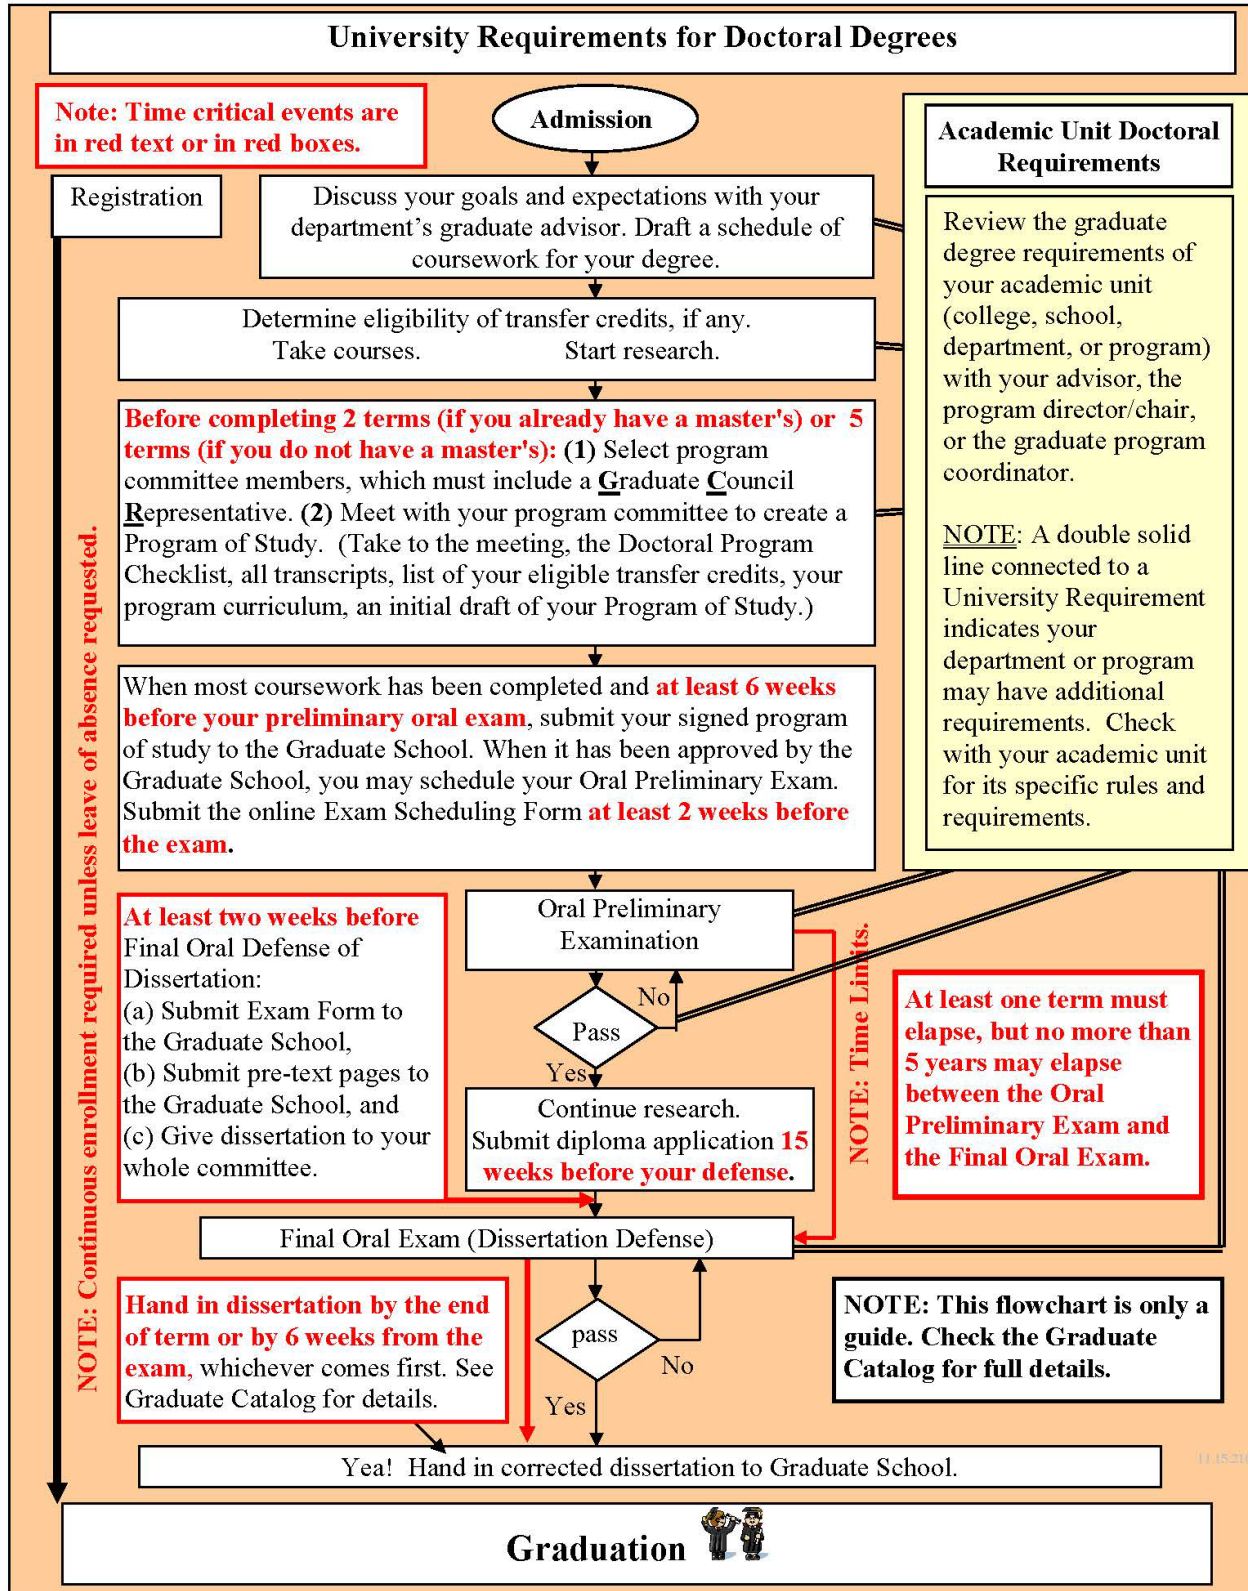 University Requirements for Doctoral Degrees
Note: Time critical events are
in red text or in red boxes.
Admission
Registration
Discuss your goals and expectations with your
department's graduate advisor. Draft a schedule of
coursework for your degree.
Determine eligibility of transfer credits, if any.
Take courses. Start research.
Before completing 2 terms (if you already have a master's) or 5
terms (if you do not have a master's): (1) Select program
committee members, which must include a Graduate Council
Representative. (2) Meet with your program committee to create a
Program of Study. (Take to the meeting, the Doctoral Program
Checklist, all transcripts, list of your eligible transfer credits, your
program curriculum, an initial draft of your Program of Study.)
When most coursework has been completed and at least 6 weeks
before your preliminary oral exam, submit your signed program
of study to the Graduate School. When it has been approved by the
Graduate School, you may schedule your Oral Preliminary Exam.
Submit the online Exam Scheduling Form at least 2 weeks before
the exam.
Academic Unit Doctoral
Requirements
Review the graduate
degree requirements of
your academic unit
(college, school,
department, or program)
with your advisor, the
program director/chair,
or the graduate program
coordinator.
NOTE: A double solid
line connected to a
University Requirement
indicates your
department or program
may have additional
requirements. Check
with your academic unit
for its specific rules and
requirements.
NOTE: Continuous enrollment required unless leave of absence requested.
At least two weeks before
Final Oral Defense of
Dissertation:
(a) Submit Exam Form to
the Graduate School,
(b) Submit pre-text pages to
the Graduate School, and
(c) Give dissertation to your
whole committee.
Oral Preliminary
Examination
No
Pass
Yes
Continue research.
Submit diploma application 15
weeks before your defense.
NOTE: Time Limits.
At least one term must
elapse, but no more than
5 years may elapse
between the Oral
Preliminary Exam and
the Final Oral Exam.
Final Oral Exam (Dissertation Defense)
Hand in dissertation by the end
of term or by 6 weeks from the
exam, whichever comes first. See
Graduate Catalog for details.
pass
No
Yes
NOTE: This flowchart is only a
guide. Check the Graduate
Catalog for full details.
Yea! Hand in corrected dissertation to Graduate School.
Graduation